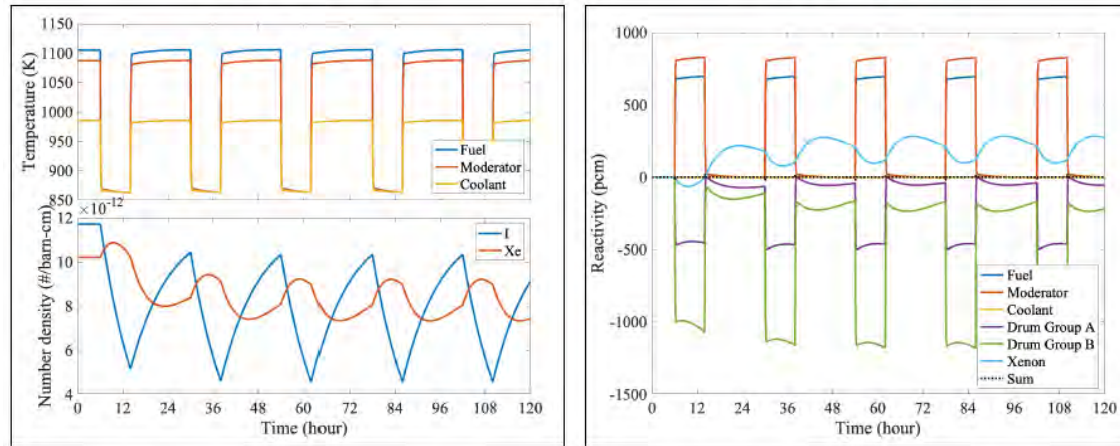 1150
1100
1050
1000
950
900
850
Temperature (K)
Fuel
Moderator
Coolant
×10⁻¹²
12
10
8
6
4
Number density (#/barn-cm)
I
Xe
0 12 24 36 48 60 72 84 96 108 120
Time (hour)
1000
500
0
-500
-1000
-1500
Reactivity (pcm)
Fuel
Moderator
Coolant
Drum Group A
Drum Group B
Xenon
Sum
0 12 24 36 48 60 72 84 96 108 120
Time (hour)